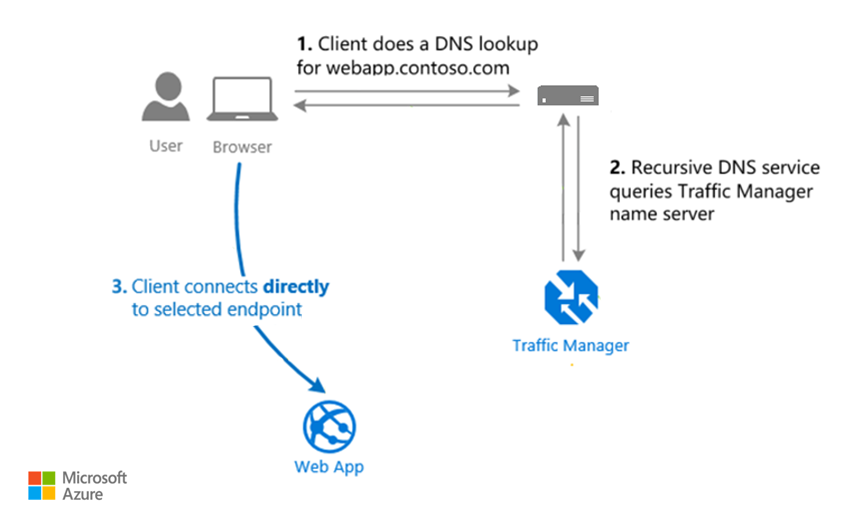 1. Client does a DNS lookup
for webapp.contoso.com
User
Browser
2. Recursive DNS service
queries Traffic Manager
name server
3. Client connects directly
to selected endpoint
Traffic Manager
Web App
Microsoft
Azure